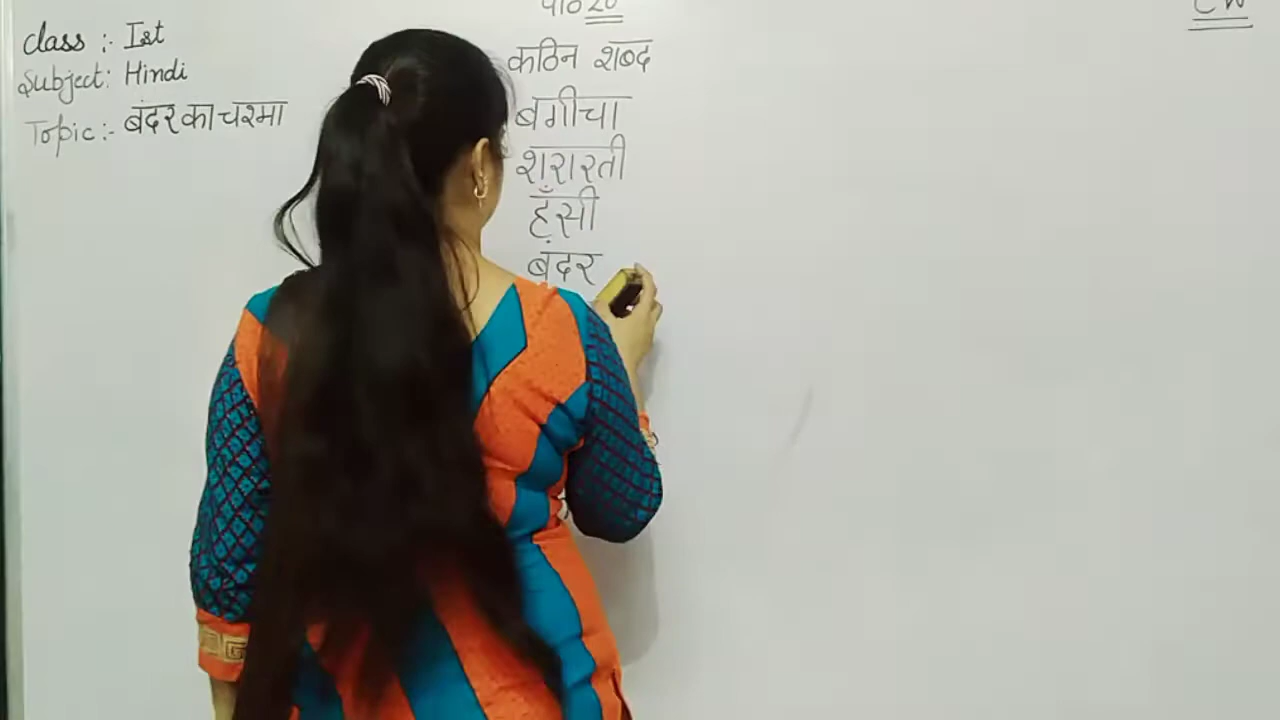 Class :- Ist
Subject: Hindi
Topic:- बंदर का चश्मा
पाठ 20
CW
कठिन शब्द
बगीचा
शरारती
हँसी
बंदर